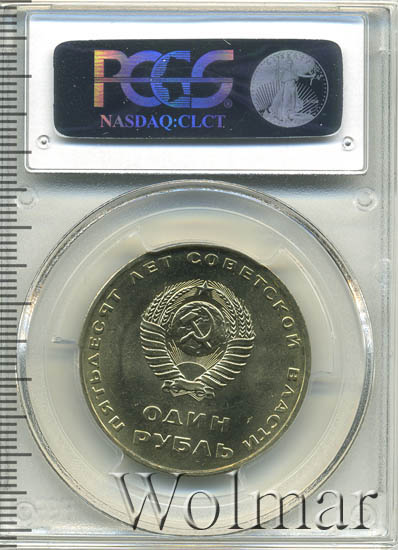 PCGS
NASDAQ:CLCT
ПЯТЬДЕСЯТ ЛЕТ СОВЕТСКОЙ ВЛАСТИ
ОДИН
РУБЛЬ
Wolmar